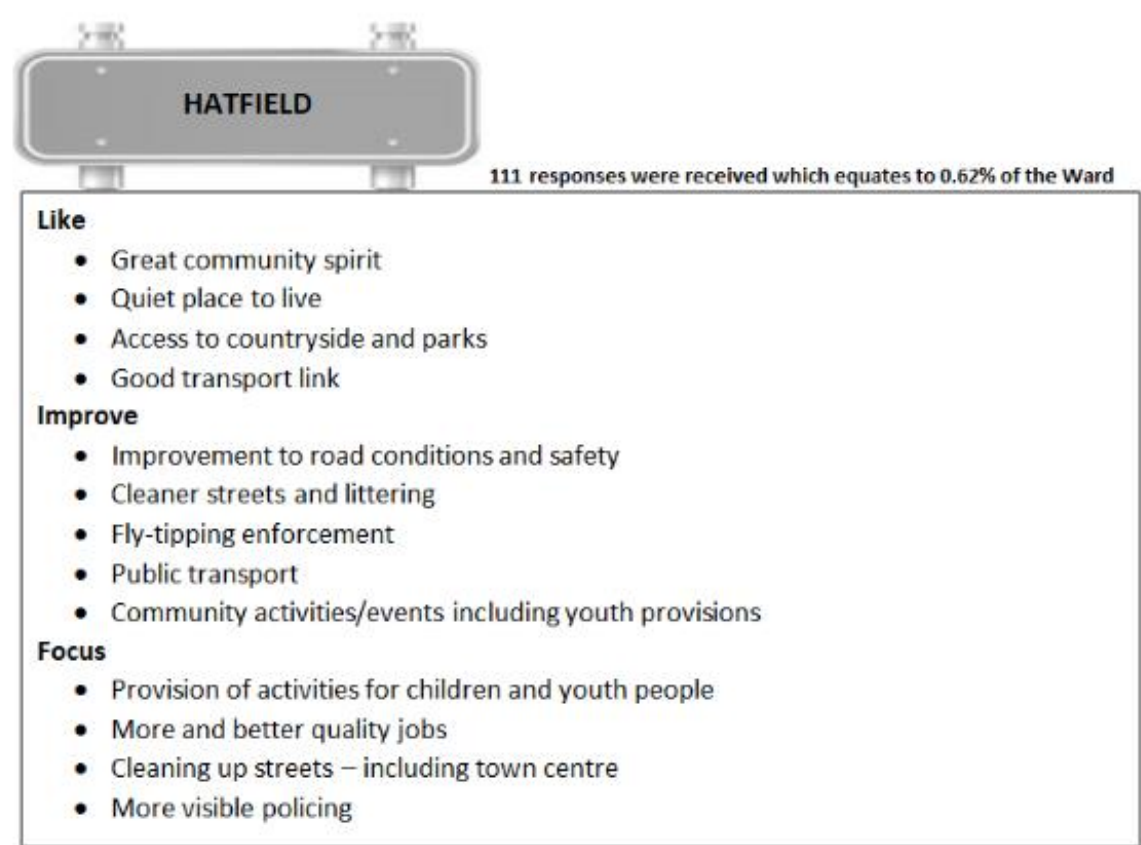 HATFIELD
111 responses were received which equates to 0.62% of the Ward
Like
• Great community spirit
• Quiet place to live
• Access to countryside and parks
• Good transport link
Improve
• Improvement to road conditions and safety
• Cleaner streets and littering
• Fly-tipping enforcement
• Public transport
• Community activities/events including youth provisions
Focus
• Provision of activities for children and youth people
• More and better quality jobs
• Cleaning up streets – including town centre
• More visible policing